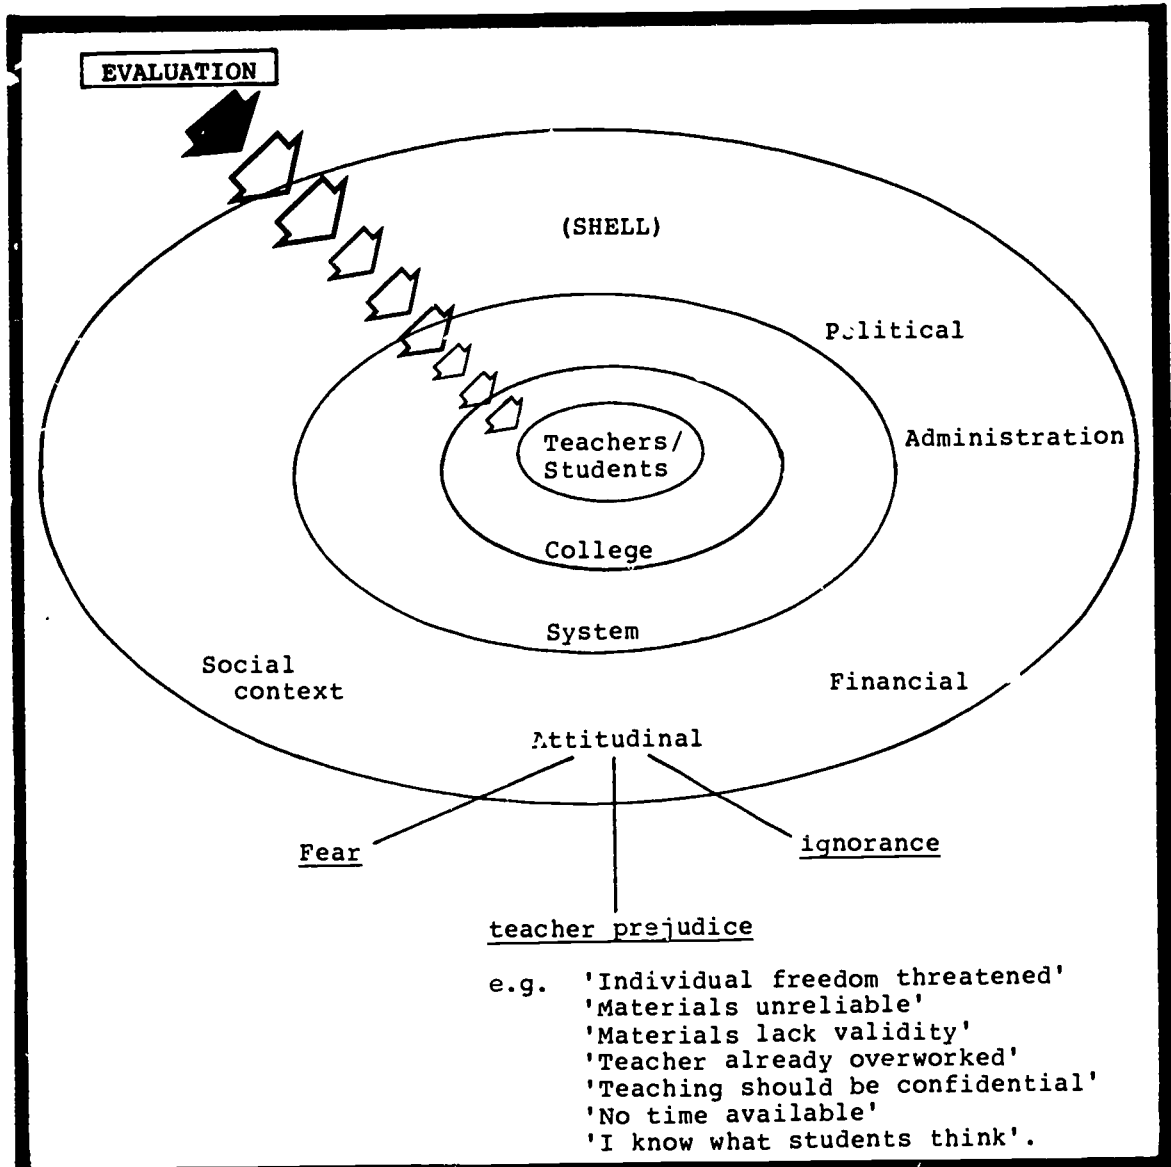 EVALUATION
(SHELL)
Political
Administration
Teachers/
Students
College
System
Social
context
Financial
Attitudinal
Fear
ignorance
teacher prejudice
e.g. 'Individual freedom threatened'
'Materials unreliable'
'Materials lack validity'
'Teacher already overworked'
'Teaching should be confidential'
'No time available'
'I know what students think'.